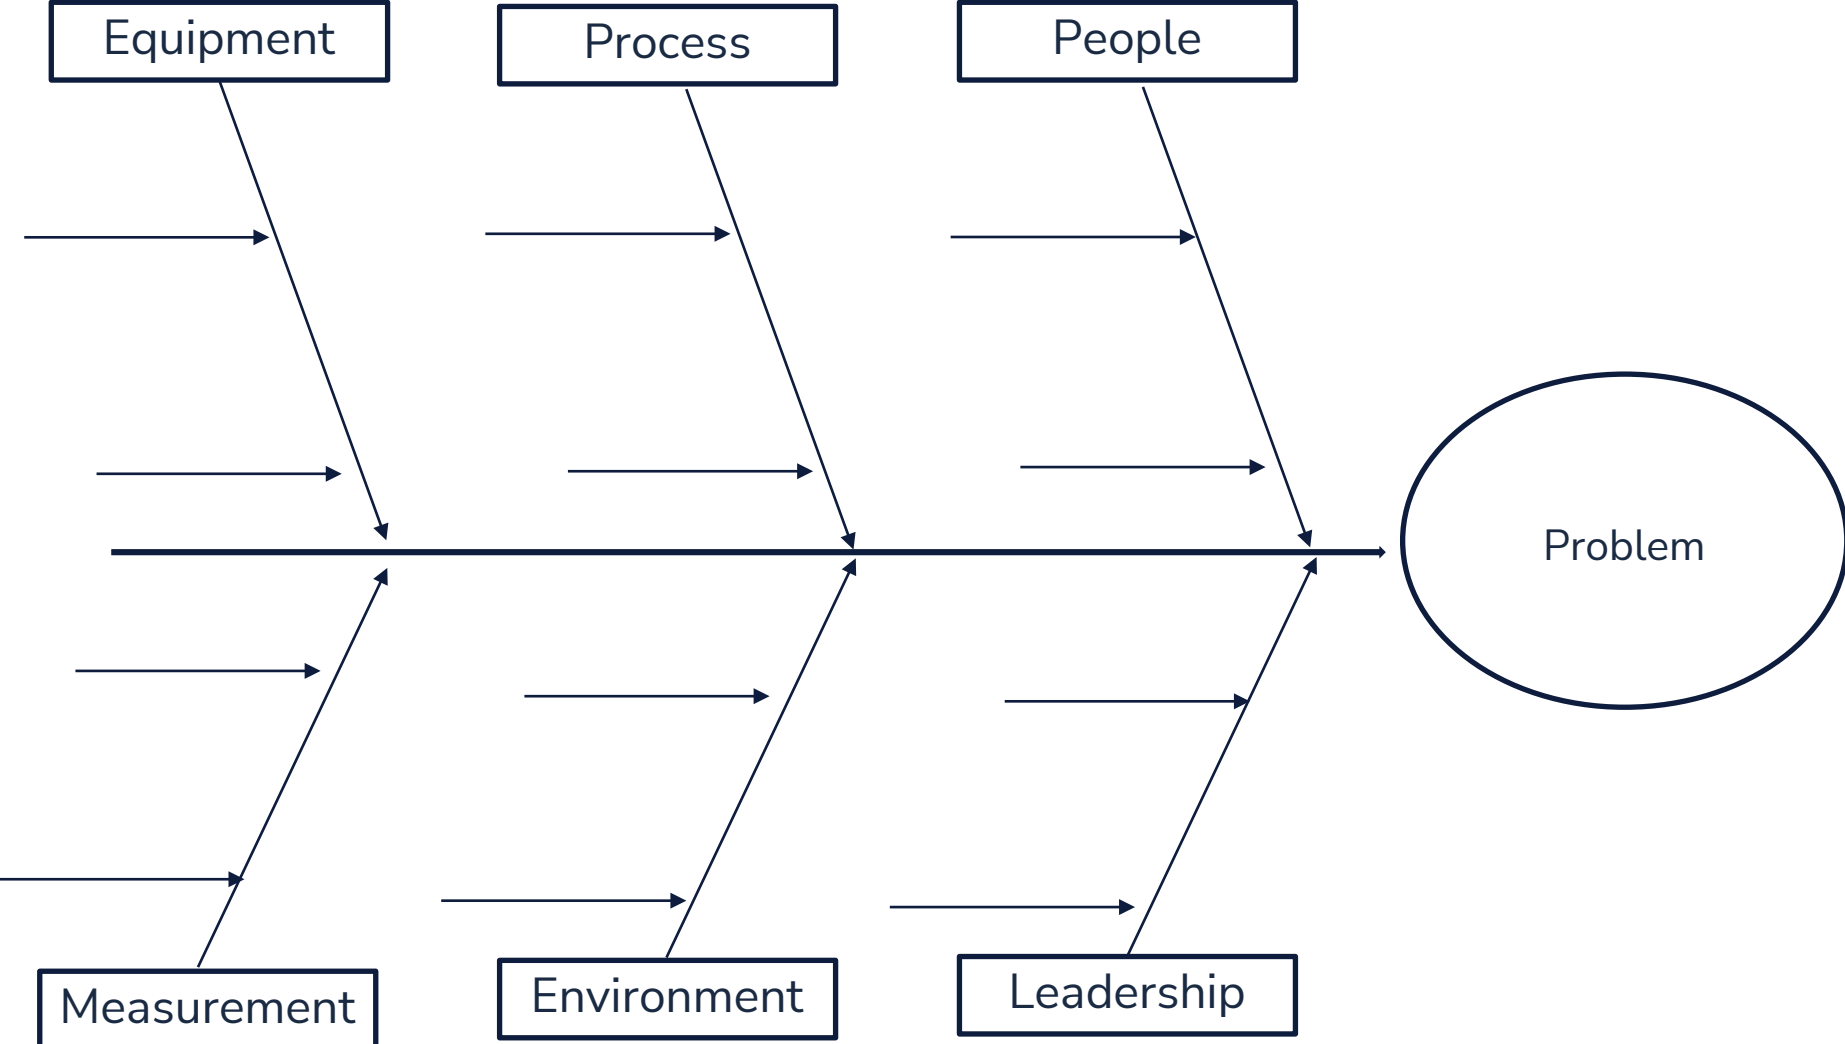 Equipment
Process
People
Problem
Measurement
Environment
Leadership